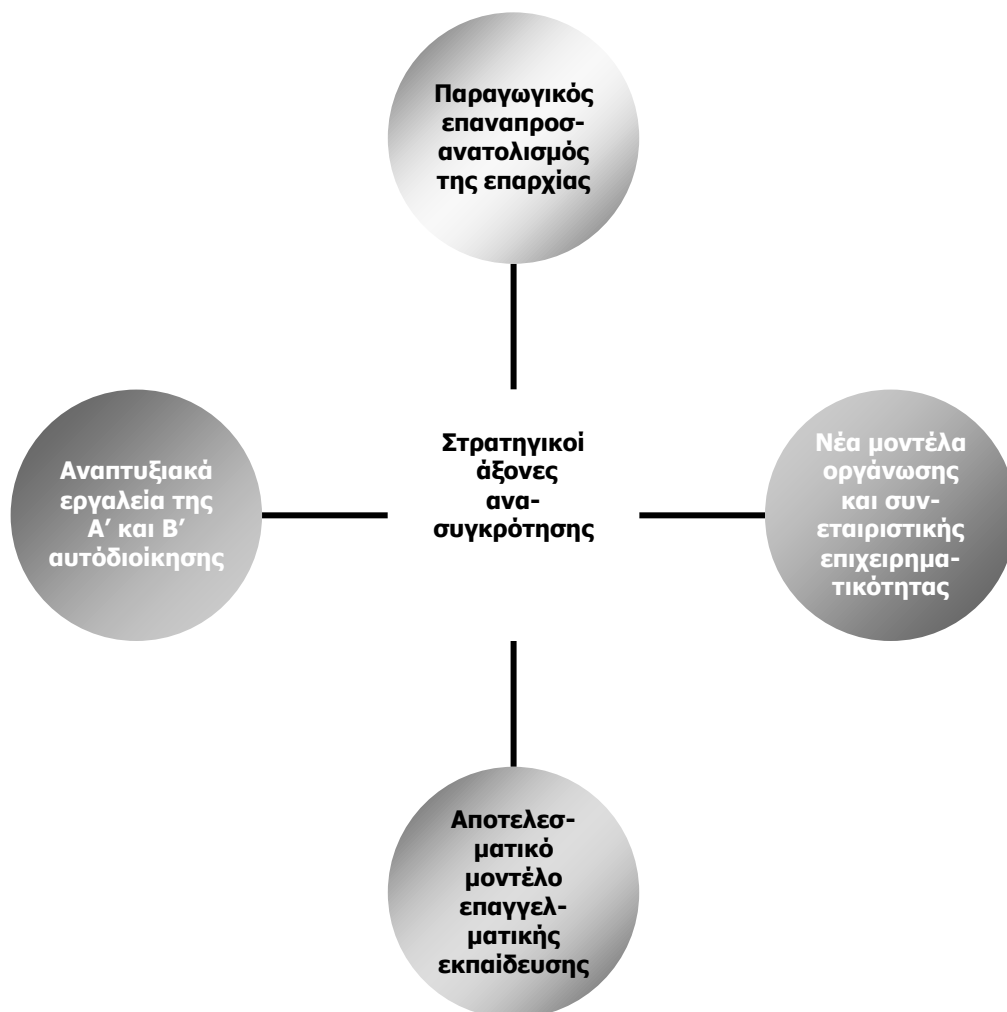 Παραγωγικός
επαναπροσ-
ανατολισμός
της επαρχίας
Αναπτυξιακά
εργαλεία της
Α’ και Β’
αυτόδιοίκησης
Στρατηγικοί
άξονες
ανα-
συγκρότησης
Νέα μοντέλα
οργάνωσης
και συν-
εταιριστικής
επιχειρημα-
τικότητας
Αποτελεσ-
ματικό
μοντέλο
επαγγελ-
ματικής
εκπαίδευσης